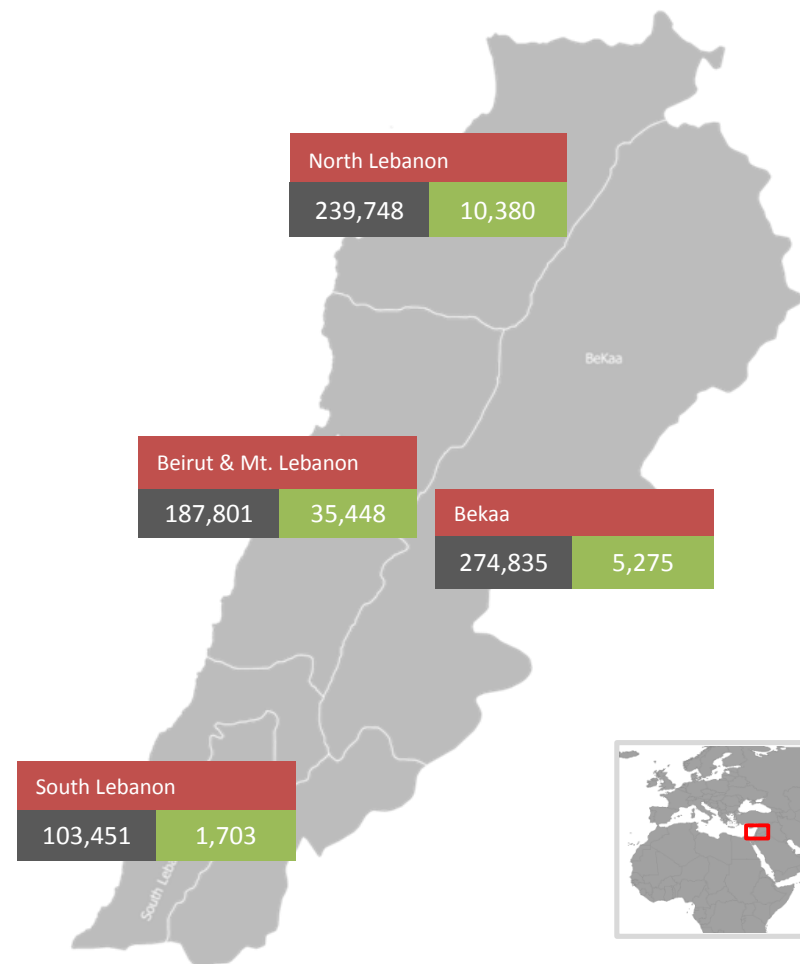 North Lebanon
239,748 10,380
BeKaa
Beirut & Mt. Lebanon
187,801 35,448
Bekaa
274,835 5,275
South Lebanon
103,451 1,703
South